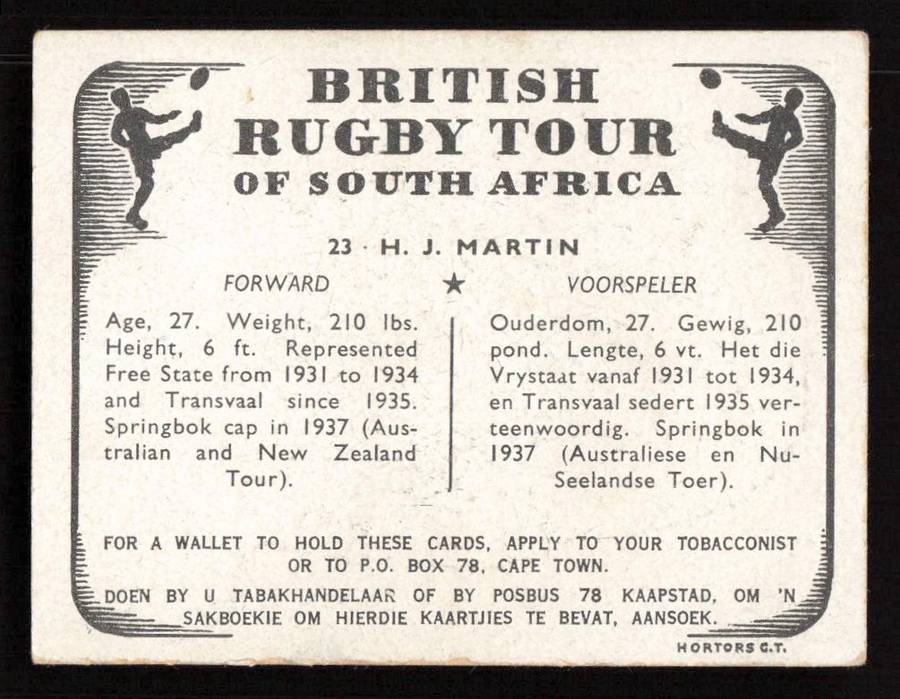 BRITISH
RUGBY TOUR
OF SOUTH AFRICA
23 · H. J. MARTIN
FORWARD ★ VOORSPELER
Age, 27. Weight, 210 lbs.
Height, 6 ft. Represented
Free State from 1931 to 1934
and Transvaal since 1935.
Springbok cap in 1937 (Aus-
tralian and New Zealand
Tour).
Ouderdom, 27. Gewig, 210
pond. Lengte, 6 vt. Het die
Vrystaat vanaf 1931 tot 1934,
en Transvaal sedert 1935 ver-
teenwoordig. Springbok in
1937 (Australiese en Nu-
Seelandse Toer).
FOR A WALLET TO HOLD THESE CARDS, APPLY TO YOUR TOBACCONIST
OR TO P.O. BOX 78, CAPE TOWN.
DOEN BY U TABAKHANDELAAR OF BY POSBUS 78 KAAPSTAD, OM 'N
SAKBOEKIE OM HIERDIE KAARTJIES TE BEVAT, AANSOEK.
HORTORS C.T.